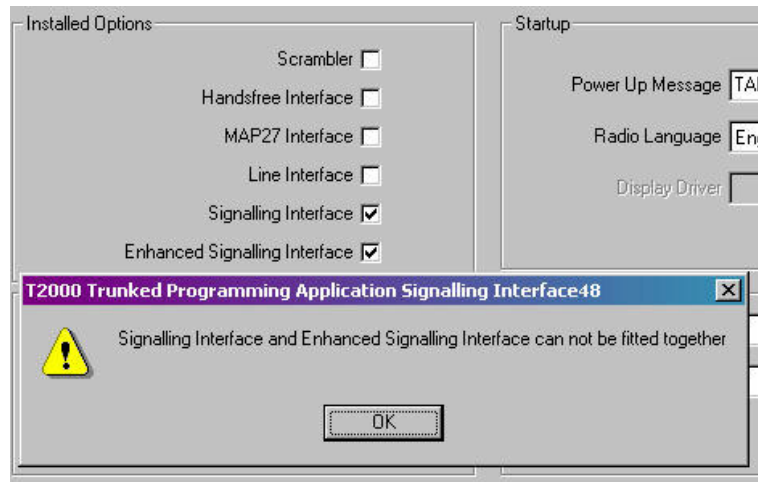 Installed Options
Scrambler
Handsfree Interface
MAP27 Interface
Line Interface
Signalling Interface
Enhanced Signalling Interface
Startup
Power Up Message
Radio Language
Display Driver
T2000 Trunked Programming Application Signalling Interface48
Signalling Interface and Enhanced Signalling Interface can not be fitted together
OK